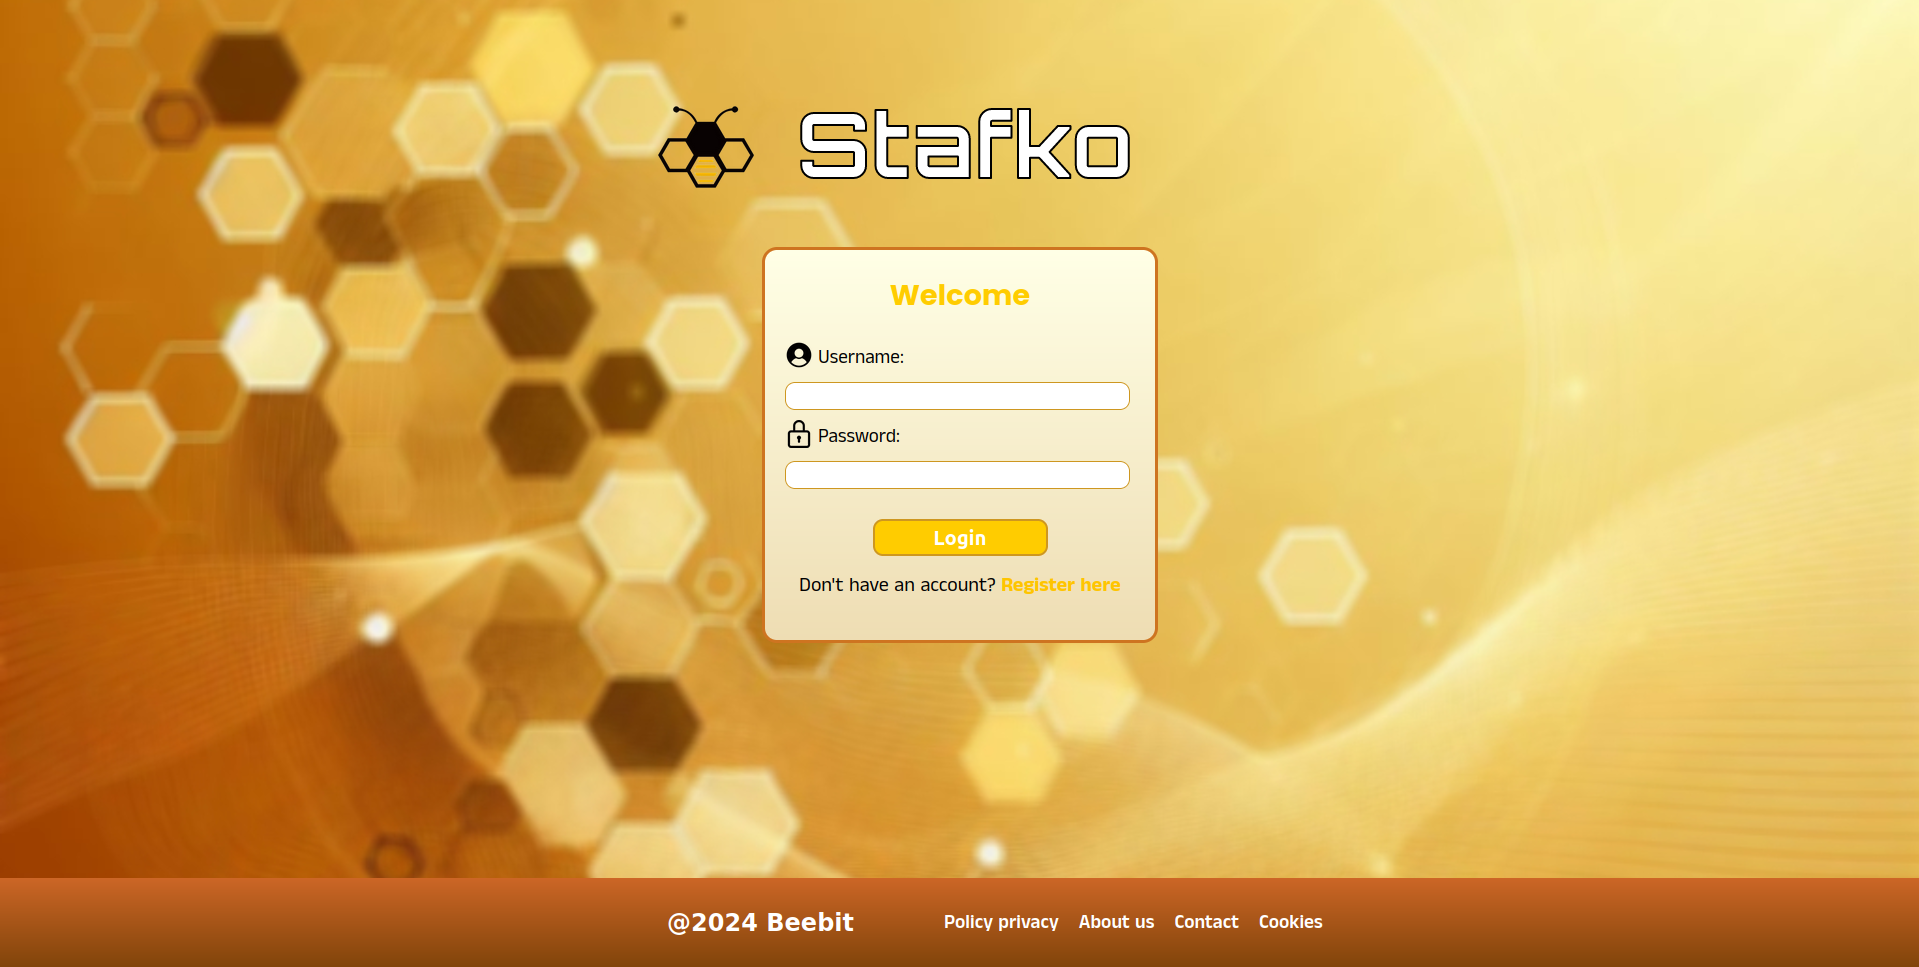 Stafko
Welcome
Username:
Password:
Login
Don't have an account? Register here
@2024 Beebit
Policy privacy About us Contact Cookies